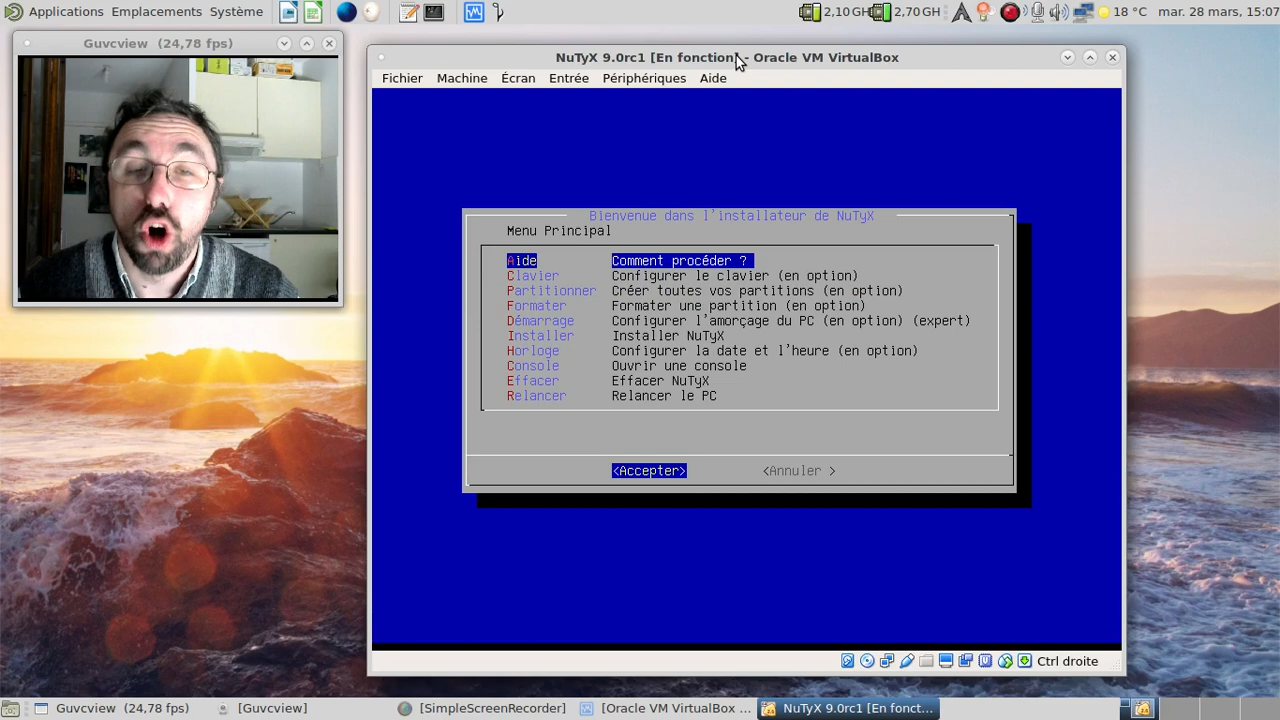 Applications Emplacements Système
2,10GH 2,70GH 18 °C mar. 28 mars, 15:07
Guvcview (24,78 fps)
NuTyX 9.0rc1 [En fonction] - Oracle VM VirtualBox
Fichier Machine Écran Entrée Périphériques Aide
Bienvenue dans l'installateur de NuTyX
Menu Principal
Aide Comment procéder ?
Clavier Configurer le clavier (en option)
Partitionner Créer toutes vos partitions (en option)
Formater Formater une partition (en option)
Démarrage Configurer l'amorçage du PC (en option) (expert)
Installer Installer NuTyX
Horloge Configurer la date et l'heure (en option)
Console Ouvrir une console
Effacer Effacer NuTyX
Relancer Relancer le PC
<Accepter> <Annuler >
Ctrl droite
Guvcview (24,78 fps) [Guvcview] [SimpleScreenRecorder] [Oracle VM VirtualBox ... NuTyX 9.0rc1 [En fonct...